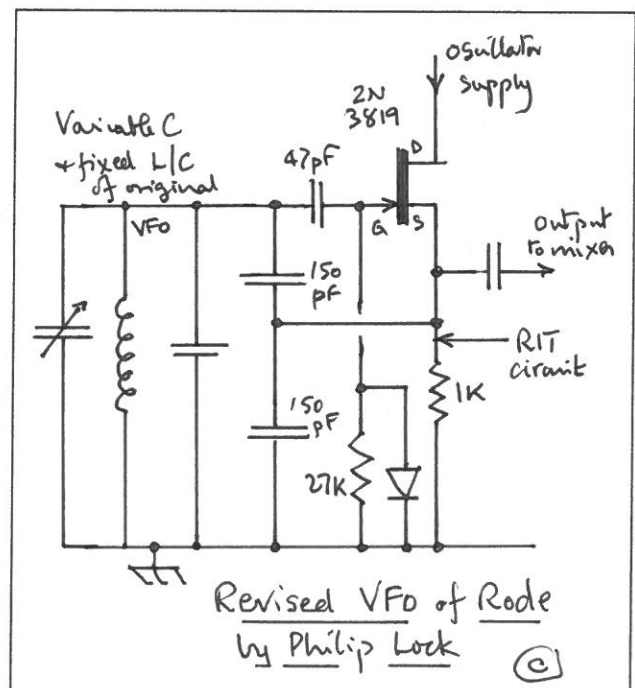 Oscillator
supply
2N
3819
Variable C
+ fixed L/C
of original
VFO
47pF
D
G
S
Output
to mixer
150
pF
RIT
circuit
150
pF
1K
27K
Revised VFO of Rode
by Philip Lock
C